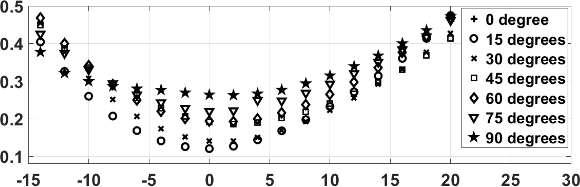 0.5
0.4
0.3
0.2
0.1
-15 -10 -5 0 5 10 15 20 25 30
0 degree
15 degrees
30 degrees
45 degrees
60 degrees
75 degrees
90 degrees